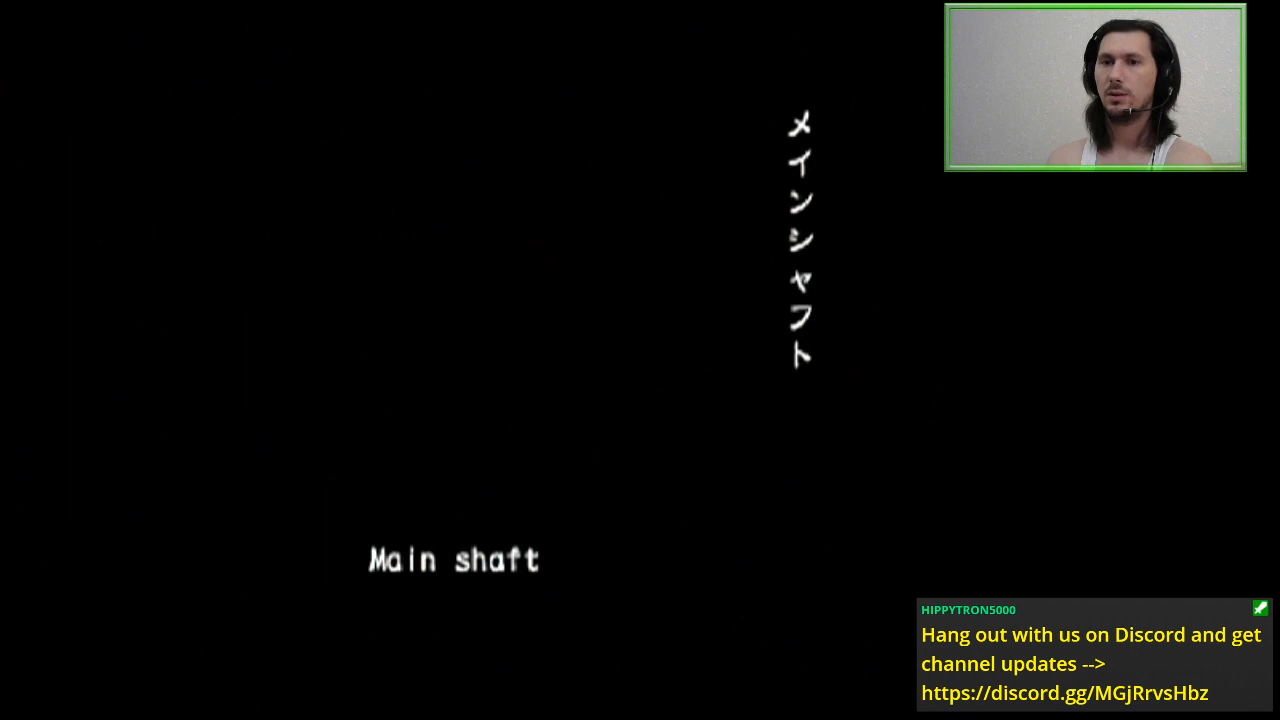 メインシャフト
Main shaft
HIPPYTRON5000
Hang out with us on Discord and get
channel updates -->
https://discord.gg/MGjRrvsHbz